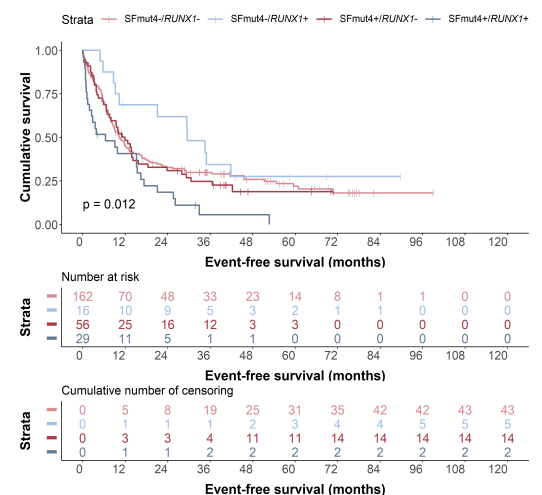 Strata SFmut4-/RUNX1- SFmut4-/RUNX1+ SFmut4+/RUNX1- SFmut4+/RUNX1+
Cumulative survival
1.00
0.75
0.50
0.25
0.00
p = 0.012
0 12 24 36 48 60 72 84 96 108 120
Event-free survival (months)
Number at risk
Strata
162 70 48 33 23 14 8 1 1 0 0
16 10 9 5 3 2 1 1 0 0 0
56 25 16 12 3 3 0 0 0 0 0
29 11 5 1 1 0 0 0 0 0 0
0 12 24 36 48 60 72 84 96 108 120
Event-free survival (months)
Cumulative number of censoring
Strata
0 5 8 19 25 31 35 42 42 43 43
0 1 1 2 3 3 4 4 5 5 5
0 3 3 4 11 11 14 14 14 14 14
0 1 1 2 2 2 2 2 2 2 2
0 12 24 36 48 60 72 84 96 108 120
Event-free survival (months)